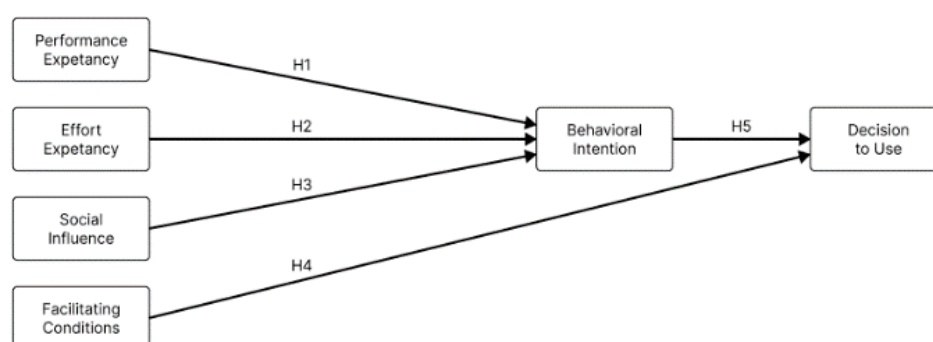 Performance
Expetancy
H1
Effort
Expetancy
H2
Behavioral
Intention
H5
Decision
to Use
H3
Social
Influence
H4
Facilitating
Conditions